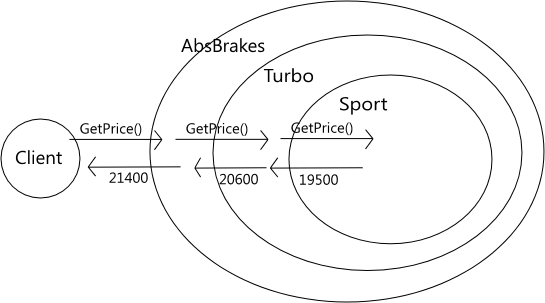 AbsBrakes
Turbo
Sport
GetPrice() GetPrice() GetPrice()
Client
21400 20600 19500